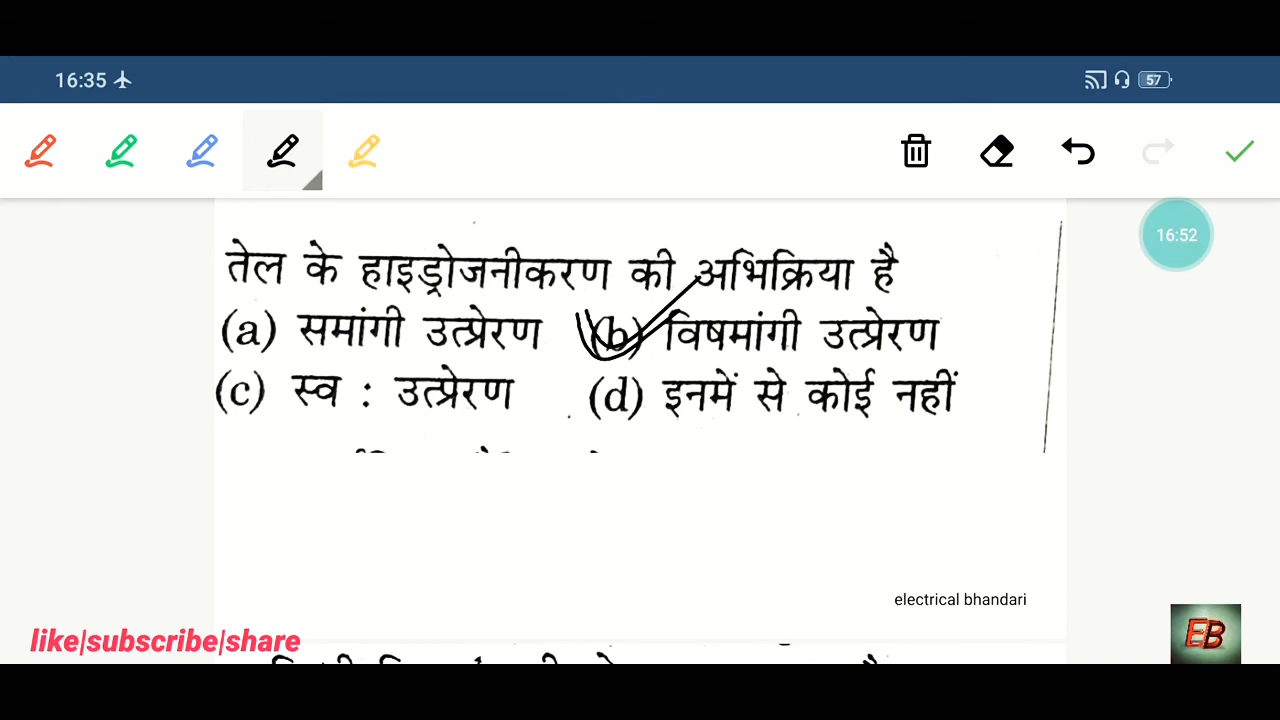 16:35
57
16:52
तेल के हाइड्रोजनीकरण की अभिक्रिया है
(a) समांगी उत्प्रेरण (b) विषमांगी उत्प्रेरण
(c) स्व : उत्प्रेरण (d) इनमें से कोई नहीं
electrical bhandari
like|subscribe|share
EB